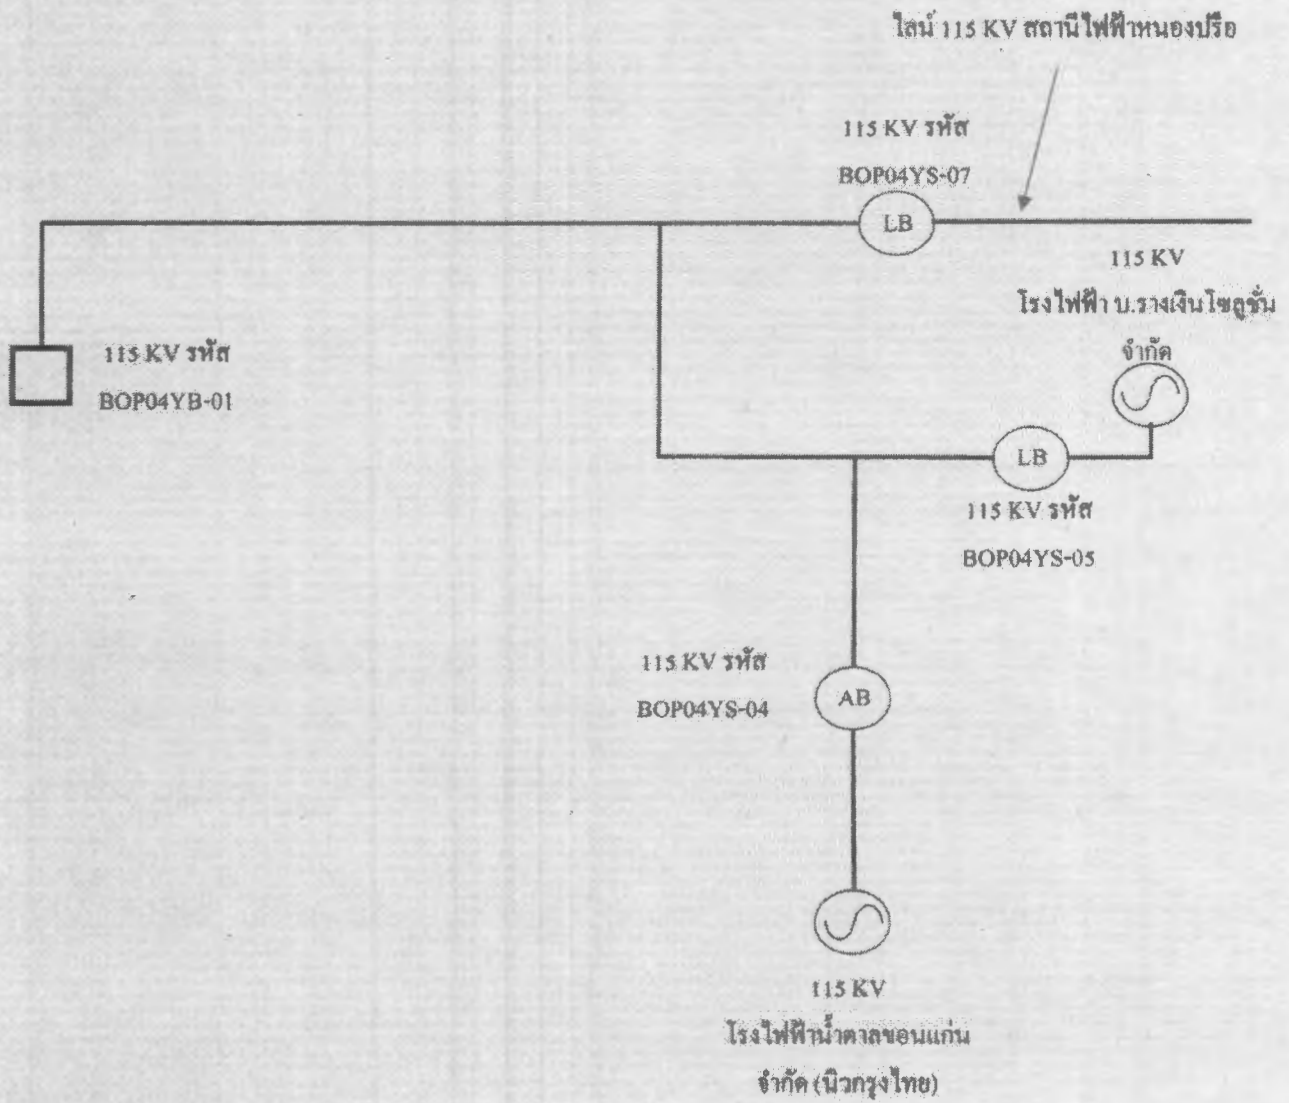 ไลน์ 115 KV สถานีไฟฟ้าหนองปรือ
115 KV รหัส
BOP04YS-07
LB
115 KV
โรงไฟฟ้า บ.รางเงินโซลูชั่น
จำกัด
115 KV รหัส
BOP04YB-01
LB
115 KV รหัส
BOP04YS-05
115 KV รหัส
BOP04YS-04
AB
115 KV
โรงไฟฟ้าน้ำตาลขอนแก่น
จำกัด (นิวกรุงไทย)